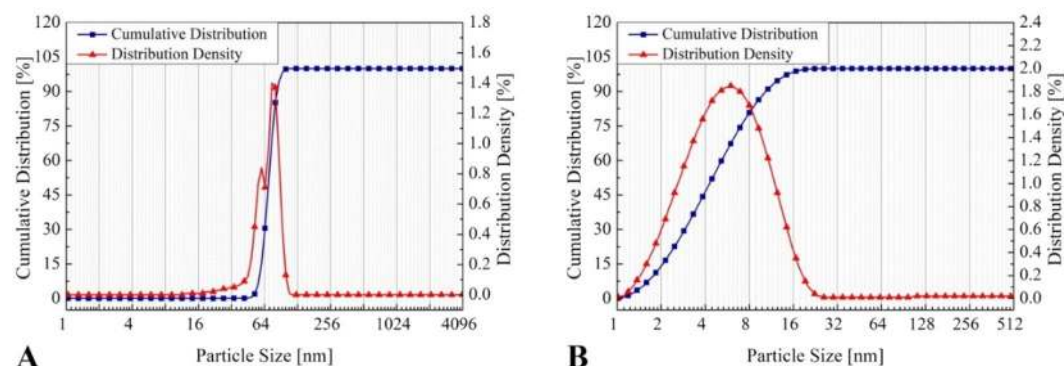 Cumulative Distribution
Distribution Density
Cumulative Distribution [%]
120
105
90
75
60
45
30
15
0
Distribution Density [%]
1.8
1.6
1.4
1.2
1.0
0.8
0.6
0.4
0.2
0.0
1 4 16 64 256 1024 4096
Particle Size [nm]
A
Cumulative Distribution
Distribution Density
Cumulative Distribution [%]
120
105
90
75
60
45
30
15
0
Distribution Density [%]
2.4
2.2
2.0
1.8
1.6
1.4
1.2
1.0
0.8
0.6
0.4
0.2
0.0
1 2 4 8 16 32 64 128 256 512
Particle Size [nm]
B